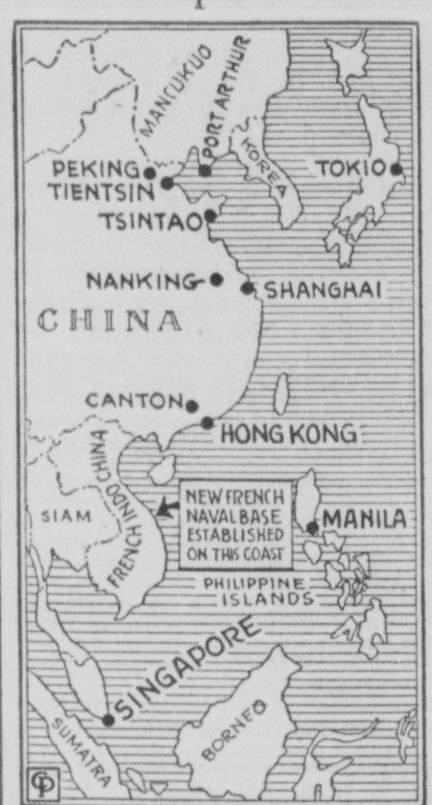 MANCUKUO
PORT ARTHUR
KOREA
PEKING
TIENTSIN
TOKIO
TSINTAO
NANKING
SHANGHAI
CHINA
CANTON
HONG KONG
FRENCH INDO CHINA
SIAM
NEW FRENCH
NAVAL BASE
ESTABLISHED
ON THIS COAST
MANILA
PHILIPPINE
ISLANDS
SINGAPORE
SUMATRA
BORNEO
CP